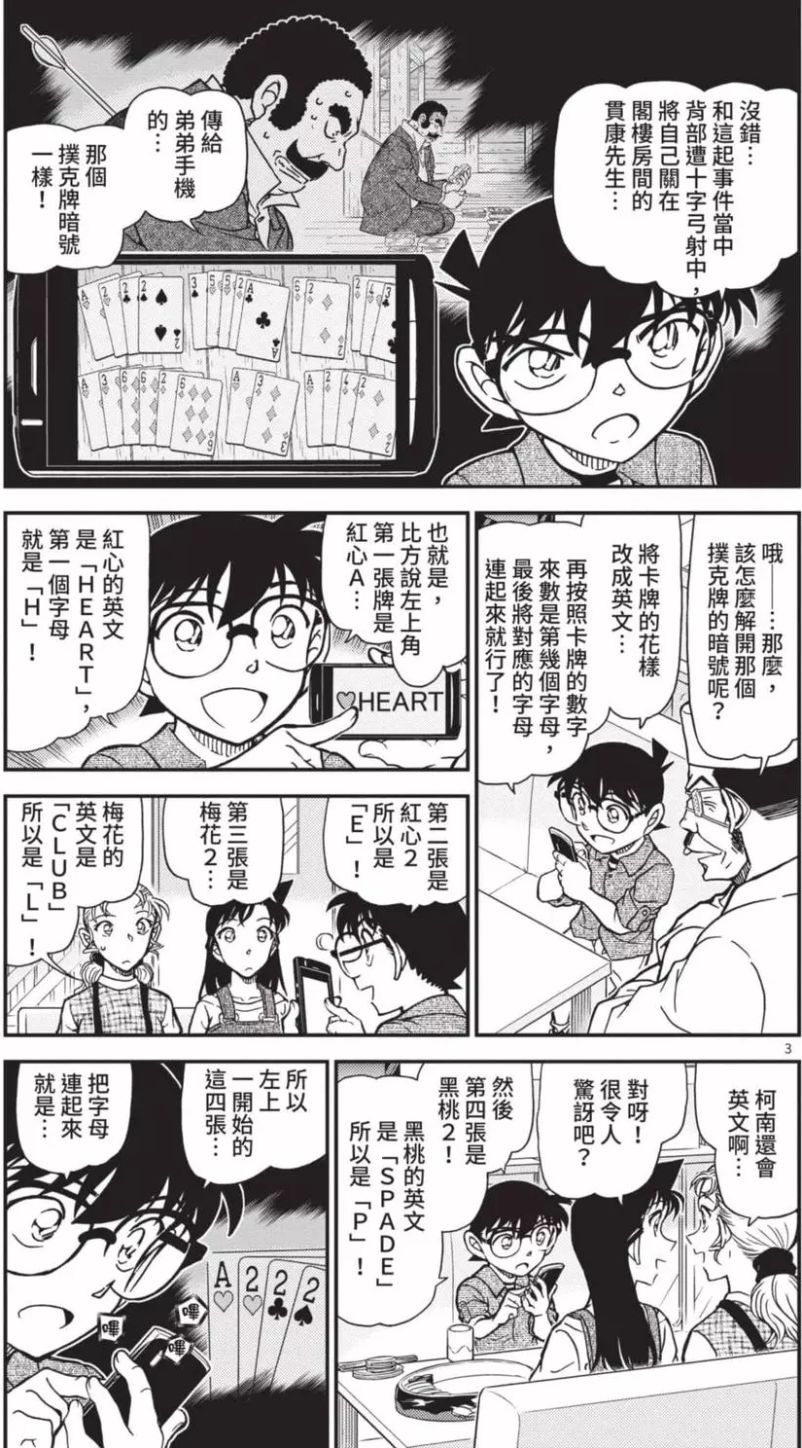 沒錯…
和這起事件當中
背部遭十字弓射中，
將自己關在
閣樓房間的
貫康先生…
傳給
弟弟手機
的…
那個
撲克牌暗號
一樣！
哦——…那麼，
該怎麼解開那個
撲克牌的暗號呢？
將卡牌的花樣
改成英文…
再按照卡牌的數字
來數是第幾個字母，
最後將對應的字母
連起來就行了！
也就是，
比方說左上角
第一張牌是
紅心A…
♥HEART
紅心的英文
是「HEART」，
第一個字母
就是「H」！
第二張是
紅心2
所以是
「E」！
第三張是
梅花2…
梅花的
英文是
「CLUB」
所以是「L」！
3
柯南還會
英文啊…
對呀！
很令人
驚訝吧？
然後
第四張是
黑桃2！
黑桃的英文
是「SPADE」
所以是「P」！
所以
左上
一開始的
這四張…
A 2 2 2
把字母
連起來
就是…
嗶
嗶
嗶